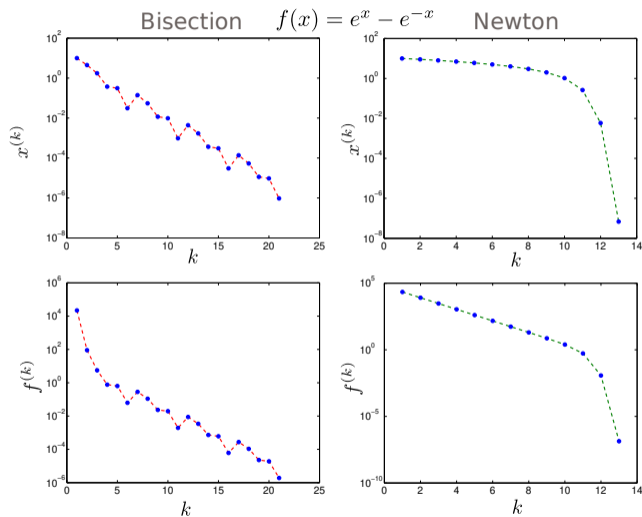 Bisection f(x) = e^x − e^{−x} Newton
10^2
10^0
10^{−2}
10^{−4}
10^{−6}
10^{−8}
x^{(k)}
0 5 10 15 20 25
k
10^2
10^0
10^{−2}
10^{−4}
10^{−6}
10^{−8}
x^{(k)}
0 2 4 6 8 10 12 14
k
10^6
10^4
10^2
10^0
10^{−2}
10^{−4}
10^{−6}
f^{(k)}
0 5 10 15 20 25
k
10^5
10^0
10^{−5}
10^{−10}
f^{(k)}
0 2 4 6 8 10 12 14
k